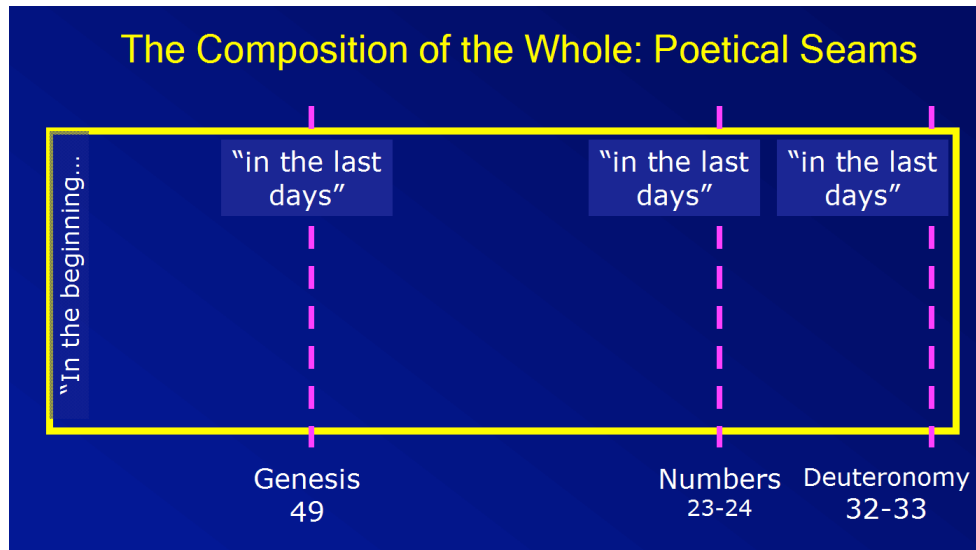 The Composition of the Whole: Poetical Seams
“In the beginning…
“in the last
days”
“in the last
days”
“in the last
days”
Genesis
49
Numbers
23-24
Deuteronomy
32-33